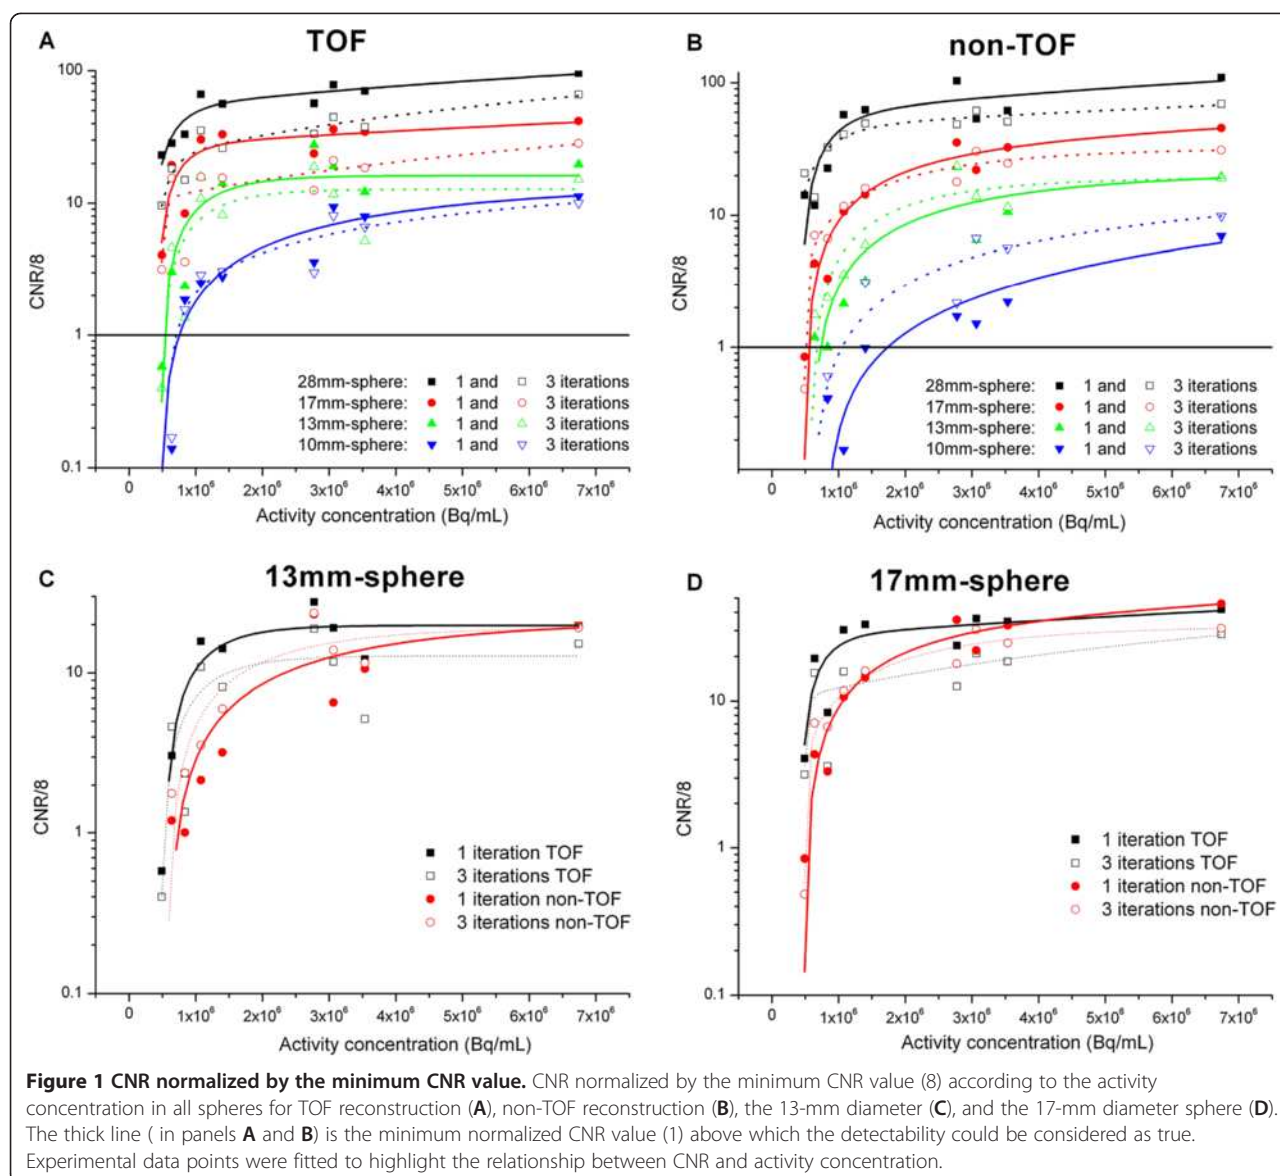 A
TOF
100
10
1
0.1
CNR/8
28mm-sphere: 1 and 3 iterations
17mm-sphere: 1 and 3 iterations
13mm-sphere: 1 and 3 iterations
10mm-sphere: 1 and 3 iterations
0 1x10⁶ 2x10⁶ 3x10⁶ 4x10⁶ 5x10⁶ 6x10⁶ 7x10⁶
Activity concentration (Bq/mL)
B
non-TOF
100
10
1
CNR/8
28mm-sphere: 1 and 3 iterations
17mm-sphere: 1 and 3 iterations
13mm-sphere: 1 and 3 iterations
10mm-sphere: 1 and 3 iterations
0 1x10⁶ 2x10⁶ 3x10⁶ 4x10⁶ 5x10⁶ 6x10⁶ 7x10⁶
Activity concentration (Bq/mL)
C
13mm-sphere
10
1
0.1
CNR/8
1 iteration TOF
3 iterations TOF
1 iteration non-TOF
3 iterations non-TOF
0 1x10⁶ 2x10⁶ 3x10⁶ 4x10⁶ 5x10⁶ 6x10⁶ 7x10⁶
Activity concentration (Bq/mL)
D
17mm-sphere
10
1
0.1
CNR/8
1 iteration TOF
3 iterations TOF
1 iteration non-TOF
3 iterations non-TOF
0 1x10⁶ 2x10⁶ 3x10⁶ 4x10⁶ 5x10⁶ 6x10⁶ 7x10⁶
Activity concentration (Bq/mL)
Figure 1 CNR normalized by the minimum CNR value. CNR normalized by the minimum CNR value (8) according to the activity
concentration in all spheres for TOF reconstruction (A), non-TOF reconstruction (B), the 13-mm diameter (C), and the 17-mm diameter sphere (D).
The thick line ( in panels A and B) is the minimum normalized CNR value (1) above which the detectability could be considered as true.
Experimental data points were fitted to highlight the relationship between CNR and activity concentration.